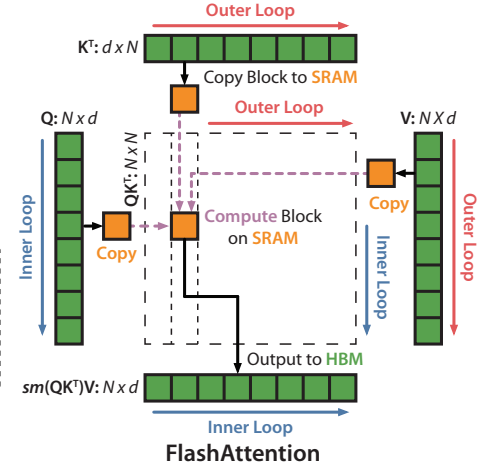 Outer Loop
Kᵀ: d x N
Copy Block to SRAM
Outer Loop
Q: N x d
V: N X d
QKᵀ: N x N
Copy
Compute Block
on SRAM
Copy
Inner Loop
Inner Loop
Outer Loop
Output to HBM
sm(QKᵀ)V: N x d
Inner Loop
FlashAttention